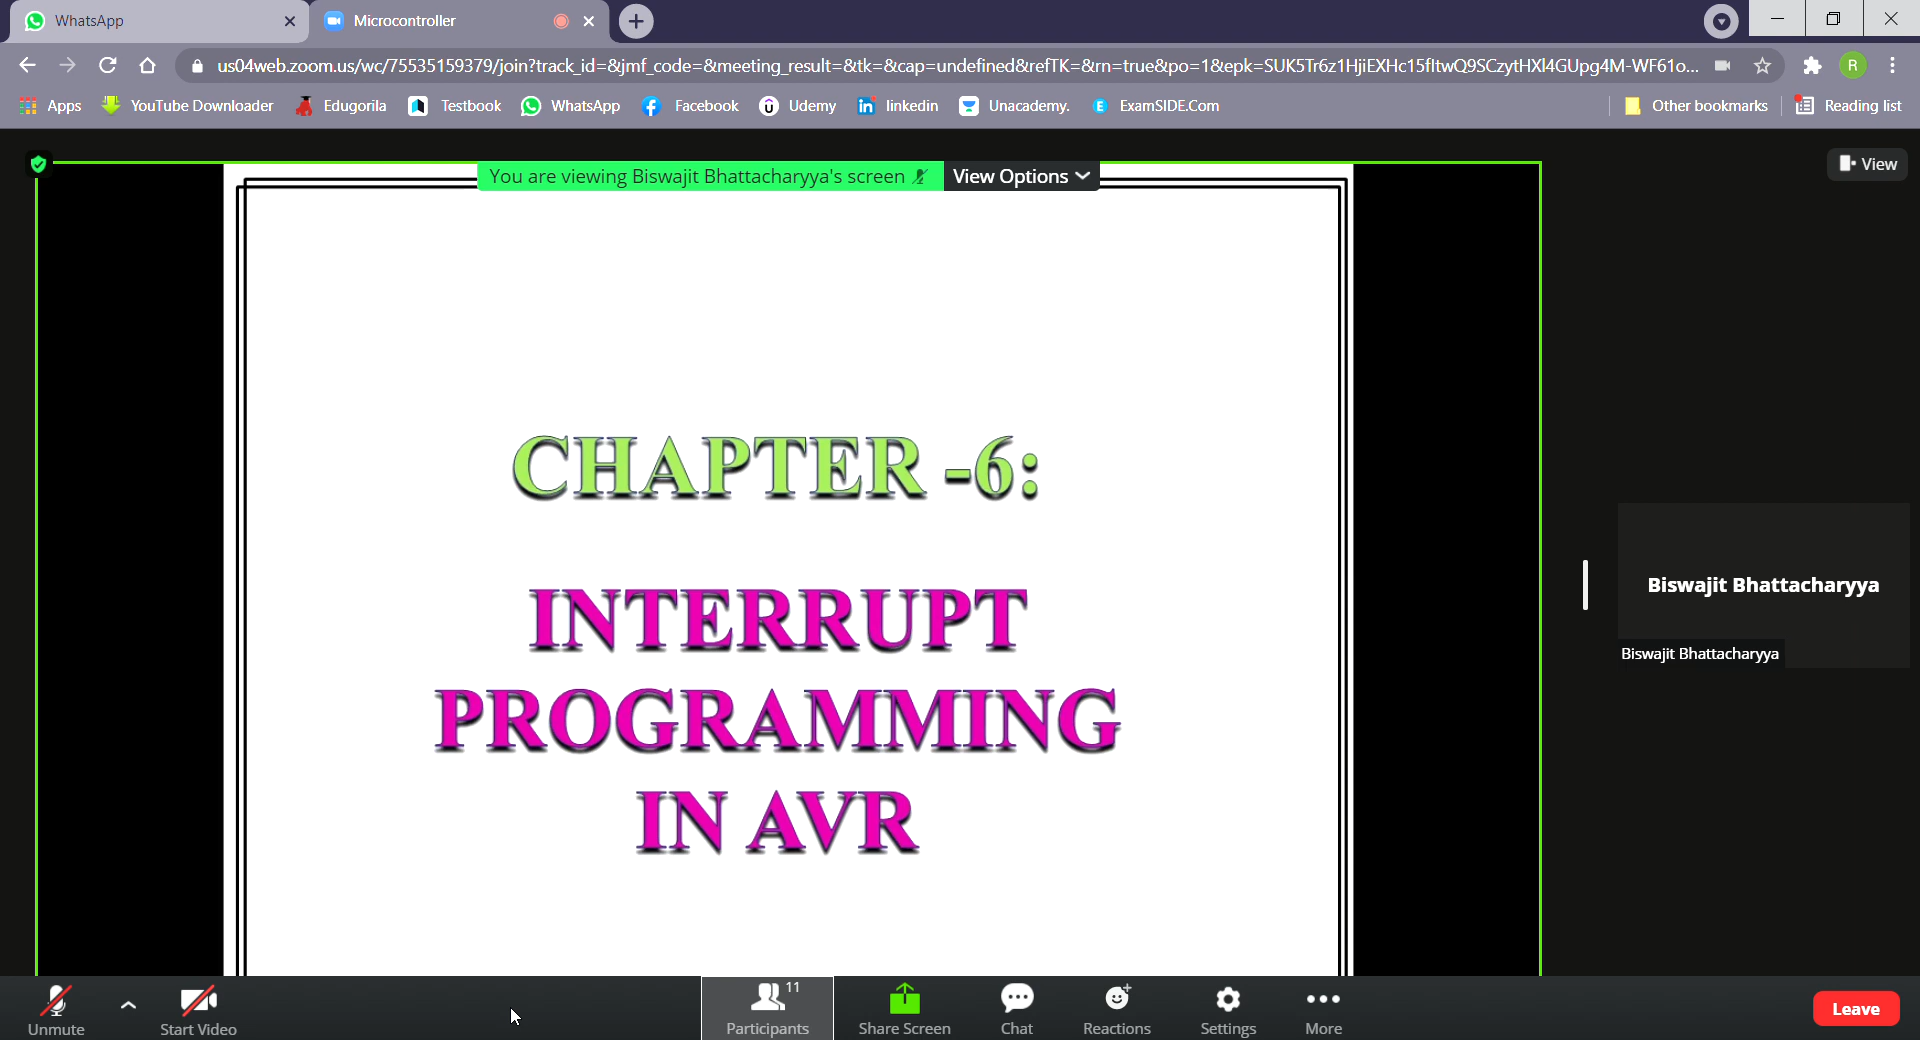 WhatsApp
Microcontroller
us04web.zoom.us/wc/75535159379/join?track_id=&jmf_code=&meeting_result=&tk=&cap=undefined&refTK=&rn=true&po=1&epk=SUK5Tr6z1HjiEXHc15fItwQ9SCzytHXI4GUpg4M-WF61o...
R
Apps YouTube Downloader Edugorila Testbook WhatsApp Facebook Udemy linkedin Unacademy. ExamSIDE.Com Other bookmarks Reading list
You are viewing Biswajit Bhattacharyya's screen View Options
View
CHAPTER -6:
INTERRUPT
PROGRAMMING
IN AVR
Biswajit Bhattacharyya
Biswajit Bhattacharyya
11
Unmute Start Video Participants Share Screen Chat Reactions Settings More Leave